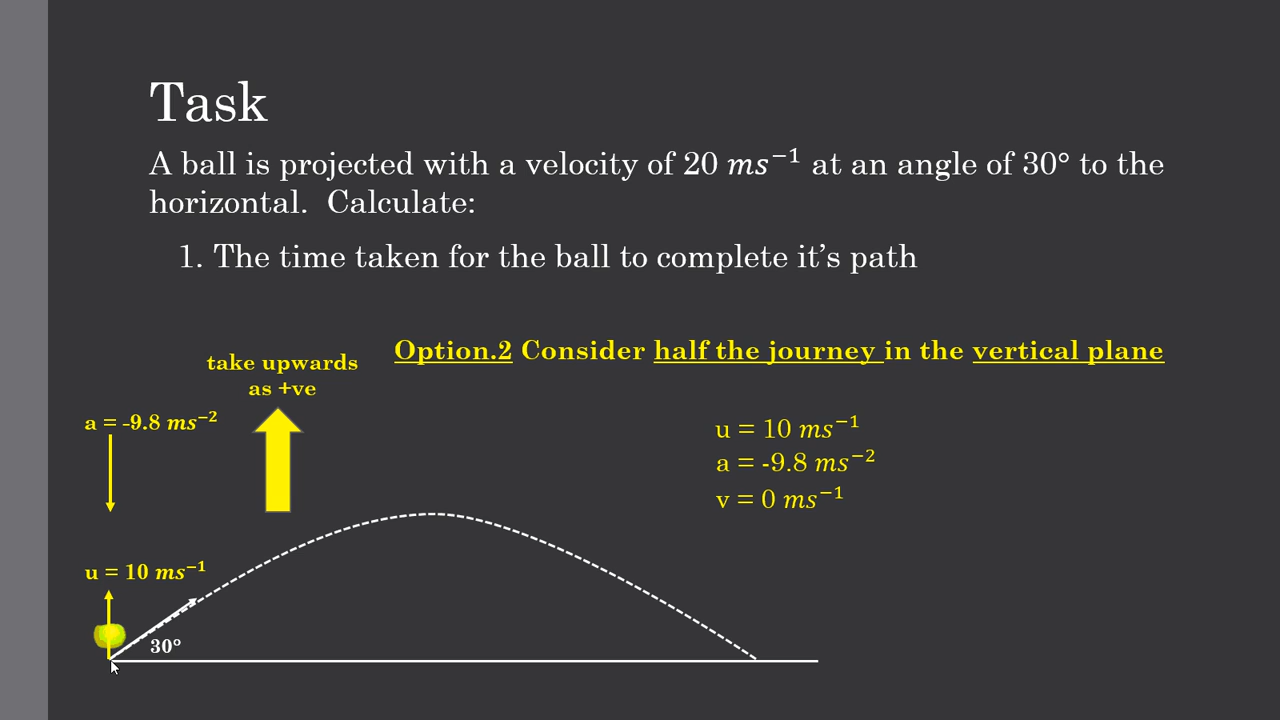 Task
A ball is projected with a velocity of 20 ms⁻¹ at an angle of 30° to the
horizontal.  Calculate:
1. The time taken for the ball to complete it’s path
Option.2 Consider half the journey in the vertical plane
take upwards
as +ve
a = -9.8 ms⁻²
u = 10 ms⁻¹
a = -9.8 ms⁻²
v = 0 ms⁻¹
u = 10 ms⁻¹
30°